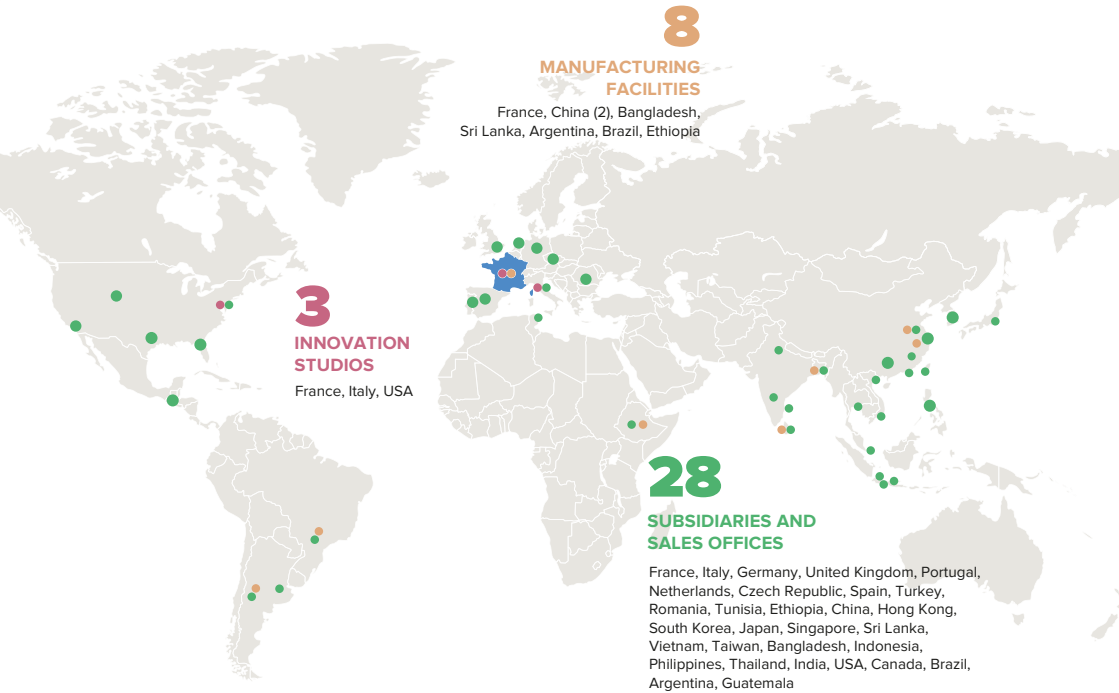 8
MANUFACTURING
FACILITIES
France, China (2), Bangladesh,
Sri Lanka, Argentina, Brazil, Ethiopia
3
INNOVATION
STUDIOS
France, Italy, USA
28
SUBSIDIARIES AND
SALES OFFICES
France, Italy, Germany, United Kingdom, Portugal,
Netherlands, Czech Republic, Spain, Turkey,
Romania, Tunisia, Ethiopia, China, Hong Kong,
South Korea, Japan, Singapore, Sri Lanka,
Vietnam, Taiwan, Bangladesh, Indonesia,
Philippines, Thailand, India, USA, Canada, Brazil,
Argentina, Guatemala